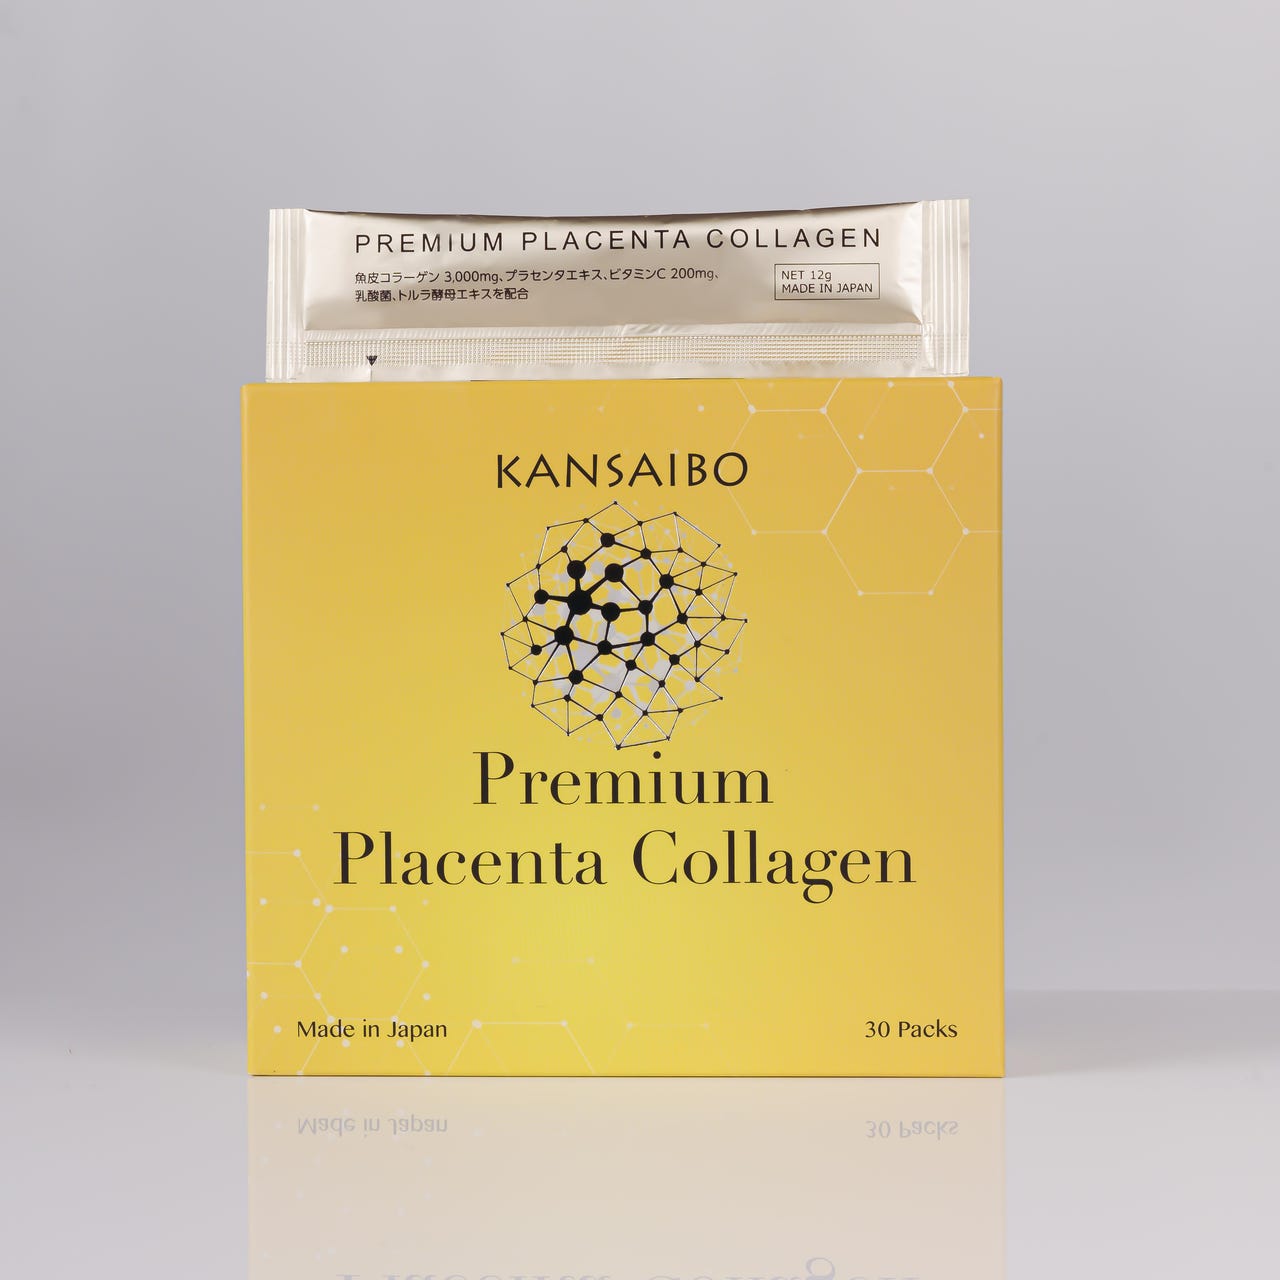 PREMIUM PLACENTA COLLAGEN
魚皮コラーゲン 3,000mg、プラセンタエキス、ビタミンC 200mg、
乳酸菌、トルラ酵母エキスを配合
NET 12g
MADE IN JAPAN
KANSAIBO
Premium
Placenta Collagen
Made in Japan
30 Packs